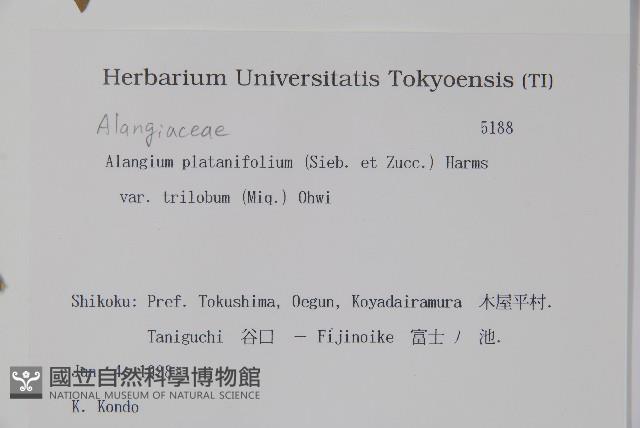 Herbarium Universitatis Tokyoensis (TI)
Alangiaceae
5188
Alangium platanifolium (Sieb. et Zucc.) Harms
var. trilobum (Miq.) Ohwi
Shikoku: Pref. Tokushima, Oegun, Koyadairamura 木屋平村.
Taniguchi 谷口 － Fijinoike 富士ノ池.
國立自然科學博物館
NATIONAL MUSEUM OF NATURAL SCIENCE
K. Kondo